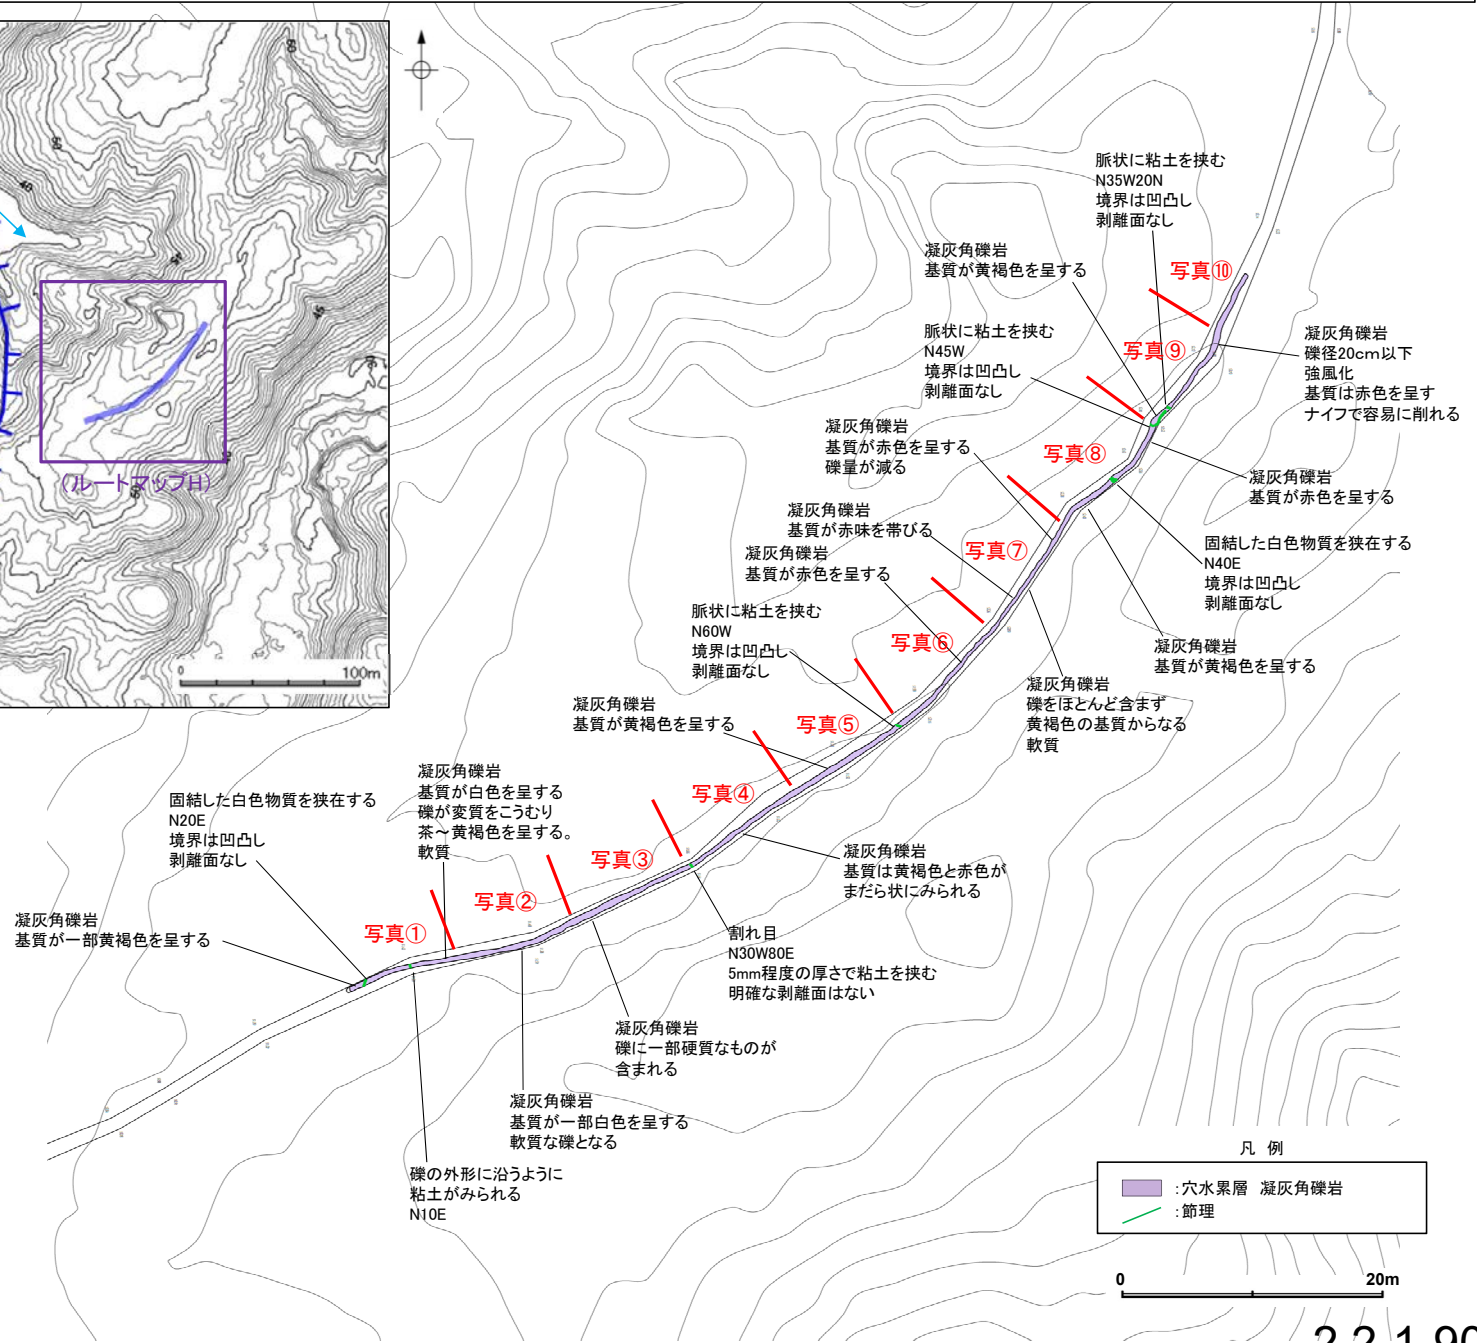 60
60
40
45
45
50
(ルートマップH)
0
100m
脈状に粘土を挟む
N35W20N
境界は凹凸し
剥離面なし
凝灰角礫岩
基質が黄褐色を呈する
写真⑩
脈状に粘土を挟む
N45W
境界は凹凸し
剥離面なし
写真⑨
凝灰角礫岩
礫径20cm以下
強風化
基質は赤色を呈す
ナイフで容易に削れる
凝灰角礫岩
基質が赤色を呈する
礫量が減る
写真⑧
凝灰角礫岩
基質が赤色を呈する
凝灰角礫岩
基質が赤味を帯びる
写真⑦
固結した白色物質を狭在する
N40E
境界は凹凸し
剥離面なし
凝灰角礫岩
基質が赤色を呈する
脈状に粘土を挟む
N60W
境界は凹凸し
剥離面なし
写真⑥
凝灰角礫岩
基質が黄褐色を呈する
凝灰角礫岩
礫をほとんど含まず
黄褐色の基質からなる
軟質
凝灰角礫岩
基質が黄褐色を呈する
写真⑤
凝灰角礫岩
基質が白色を呈する
礫が変質をこうむり
茶~黄褐色を呈する。
軟質
写真④
固結した白色物質を狭在する
N20E
境界は凹凸し
剥離面なし
写真③
凝灰角礫岩
基質は黄褐色と赤色が
まだら状にみられる
写真②
凝灰角礫岩
基質が一部黄褐色を呈する
写真①
割れ目
N30W80E
5mm程度の厚さで粘土を挟む
明確な剥離面はない
凝灰角礫岩
礫に一部硬質なものが
含まれる
凝灰角礫岩
基質が一部白色を呈する
軟質な礫となる
礫の外形に沿うように
粘土がみられる
N10E
凡 例
:穴水累層 凝灰角礫岩
:節理
0
20m
2.2.1-90